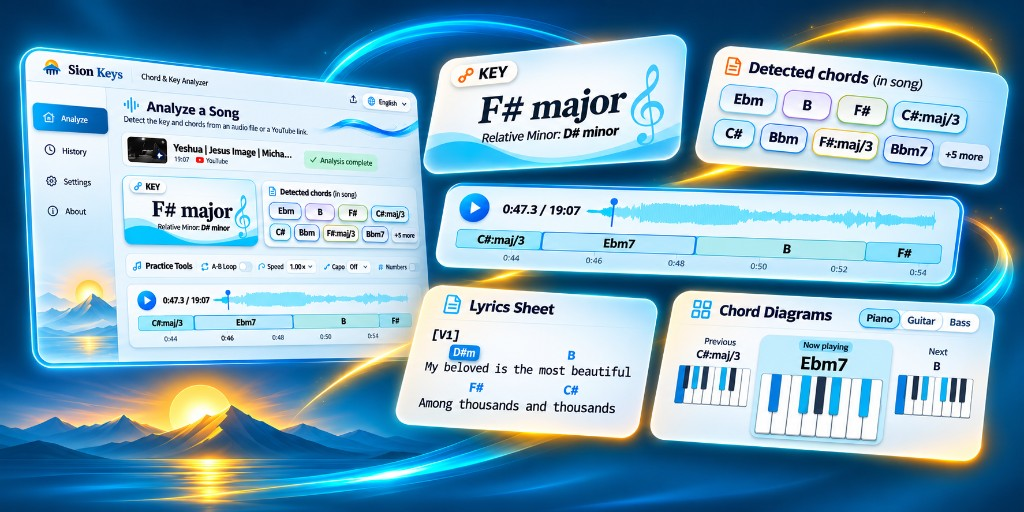 Sion Keys
Chord & Key Analyzer
English
Analyze
History
Settings
About
Analyze a Song
Detect the key and chords from an audio file or a YouTube link.
Yeshua | Jesus Image | Micha...
19:07 YouTube
Analysis complete
KEY
F# major
Relative Minor: D# minor
Detected chords (in song)
Ebm B F# C#:maj/3
C# Bbm F#:maj/3 Bbm7 +5 more
Practice Tools A-B Loop Speed 1.00× Capo Off Numbers
0:47.3 / 19:07
C#:maj/3 Ebm7 B F#
0:44 0:46 0:48 0:50 0:54
KEY
F# major
Relative Minor: D# minor
Detected chords (in song)
Ebm B F# C#:maj/3
C# Bbm F#:maj/3 Bbm7 +5 more
0:47.3 / 19:07
C#:maj/3 Ebm7 B F#
0:44 0:46 0:48 0:50 0:52 0:54
Lyrics Sheet
[V1]
D#m B
My beloved is the most beautiful
F# C#
Among thousands and thousands
Chord Diagrams
Piano Guitar Bass
Previous
C#:maj/3
Now playing
Ebm7
Next
B